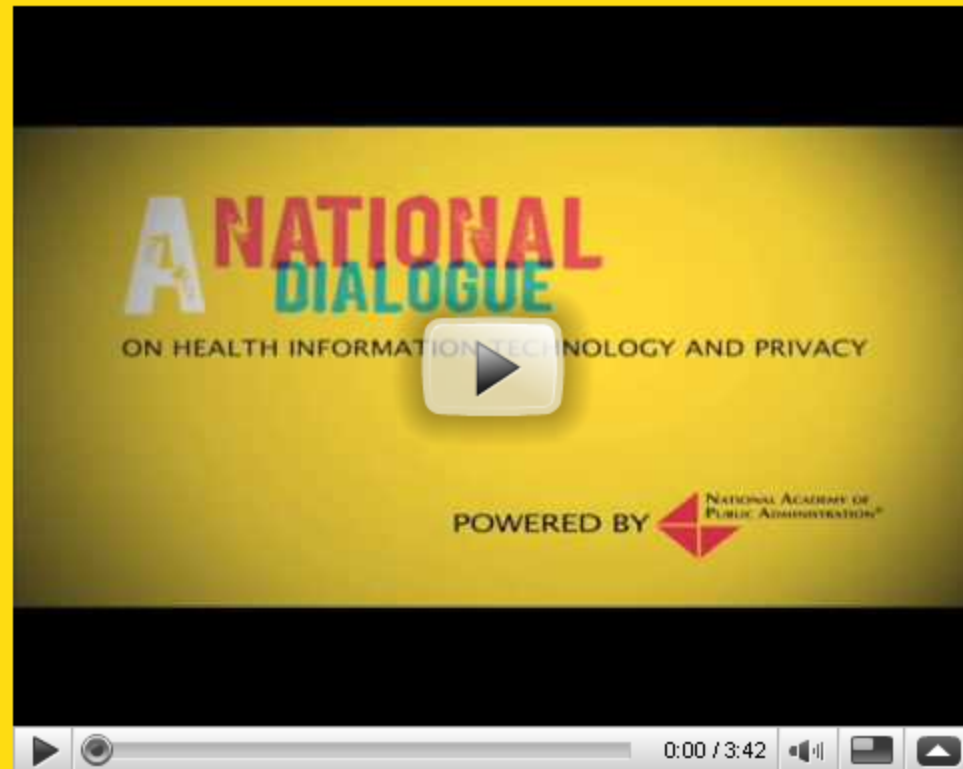 A NATIONAL
DIALOGUE
ON HEALTH INFORMATION TECHNOLOGY AND PRIVACY
POWERED BY
NATIONAL ACADEMY OF
PUBLIC ADMINISTRATION®
0:00 / 3:42